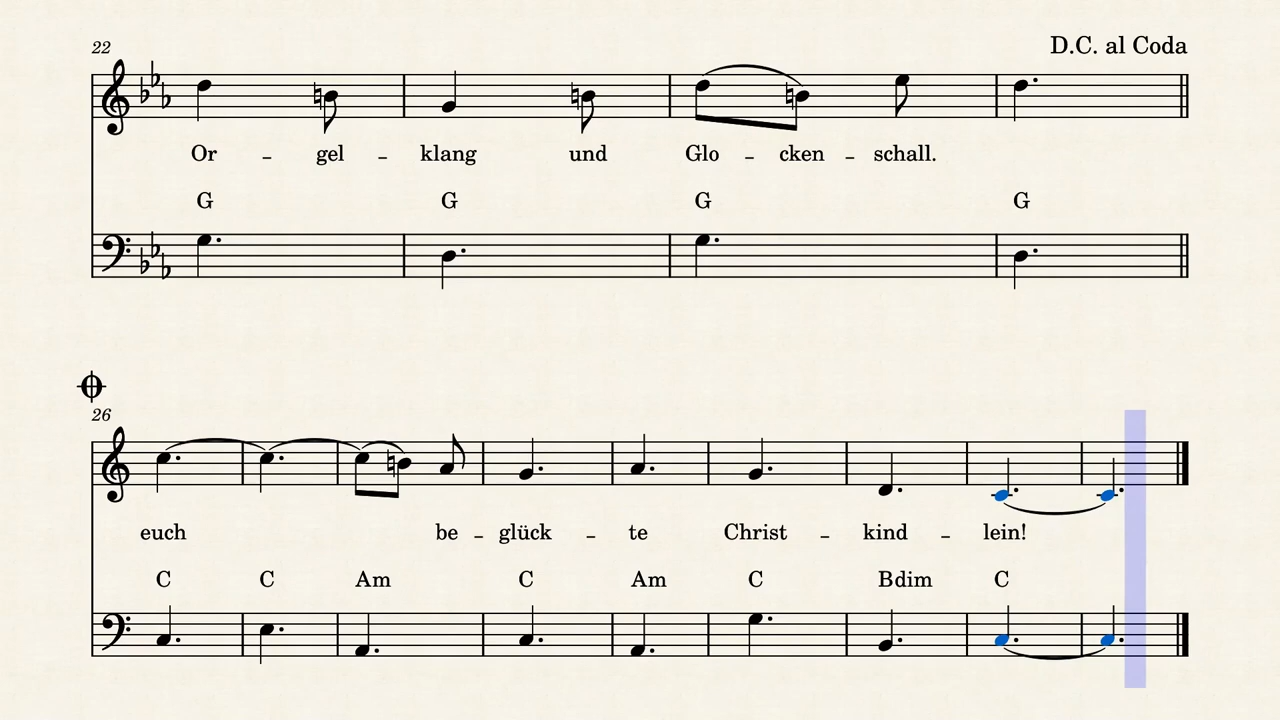 D.C. al Coda
22
Or - gel - klang und Glo - cken - schall.
G G G G
26
euch be - glück - te Christ - kind - lein!
C C Am C Am C Bdim C